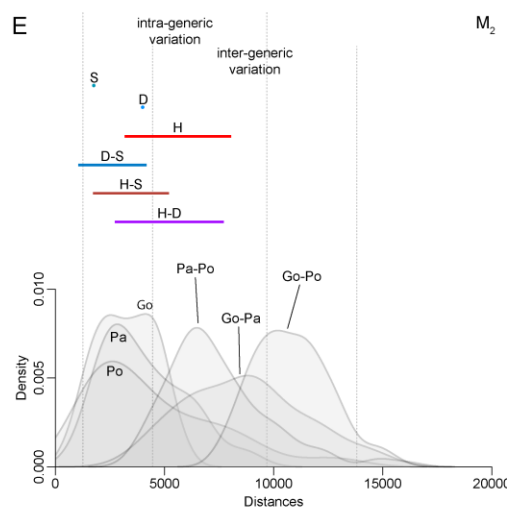 E
intra-generic
variation
M2
inter-generic
variation
S
D
H
D-S
H-S
H-D
Pa-Po
Go-Po
Go
Go-Pa
Pa
Po
Density
0.010
0.005
0.000
0
5000
10000
15000
20000
Distances